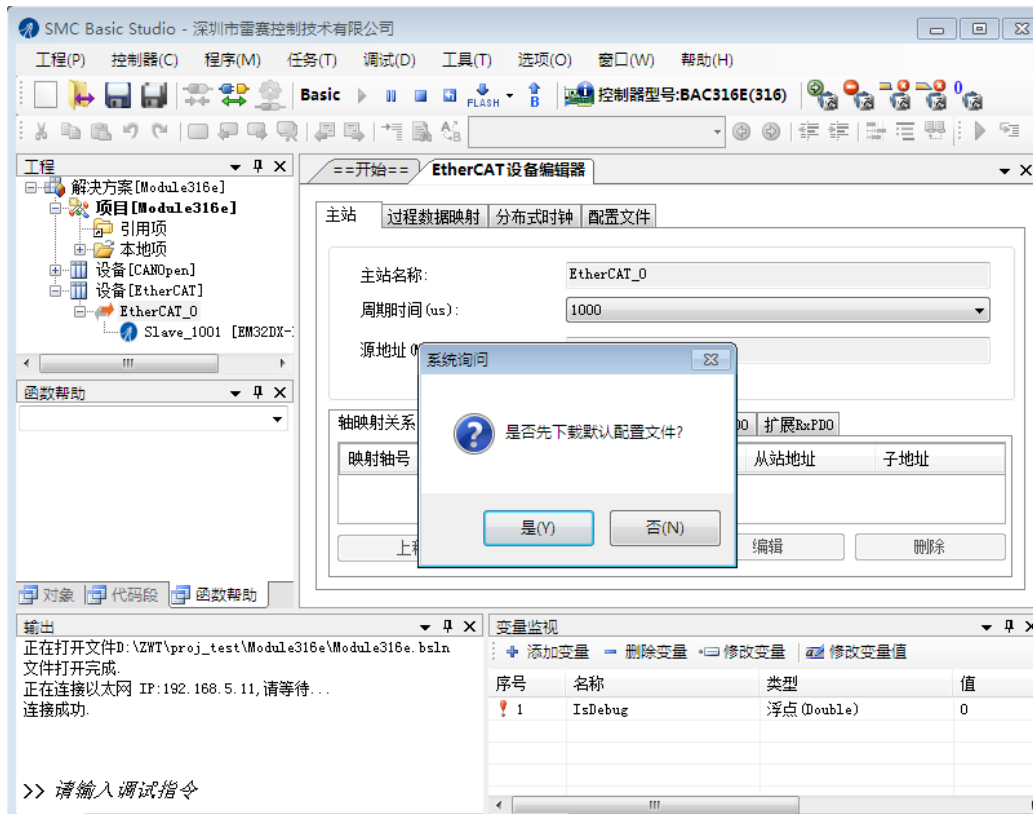 SMC Basic Studio - 深圳市雷赛控制技术有限公司
工程(P) 控制器(C) 程序(M) 任务(T) 调试(D) 工具(T) 选项(O) 窗口(W) 帮助(H)
Basic FLASH B 控制器型号:BAC316E(316)
工程
==开始== EtherCAT设备编辑器
解决方案[Module316e]
项目[Module316e]
引用项
本地项
设备[CANOpen]
设备[EtherCAT]
EtherCAT_0
Slave_1001 [EM32DX-
主站 过程数据映射 分布式时钟 配置文件
主站名称: EtherCAT_0
周期时间(us): 1000
源地址
系统询问
是否先下载默认配置文件?
是(Y) 否(N)
轴映射关系 扩展RxPDO
映射轴号 从站地址 子地址
编辑 删除
函数帮助
对象 代码段 函数帮助
输出
正在打开文件D:\ZWT\proj_test\Module316e\Module316e.bsln
文件打开完成.
正在连接以太网 IP:192.168.5.11,请等待...
连接成功.
>> 请输入调试指令
变量监视
添加变量 删除变量 修改变量 修改变量值
序号 名称 类型 值
1 IsDebug 浮点(Double) 0